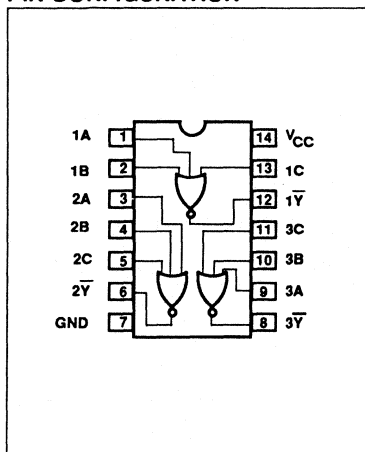 1A 1 14 VCC
1B 2 13 1C
2A 3 12 1Y̅
2B 4 11 3C
2C 5 10 3B
2Y̅ 6 9 3A
GND 7 8 3Y̅